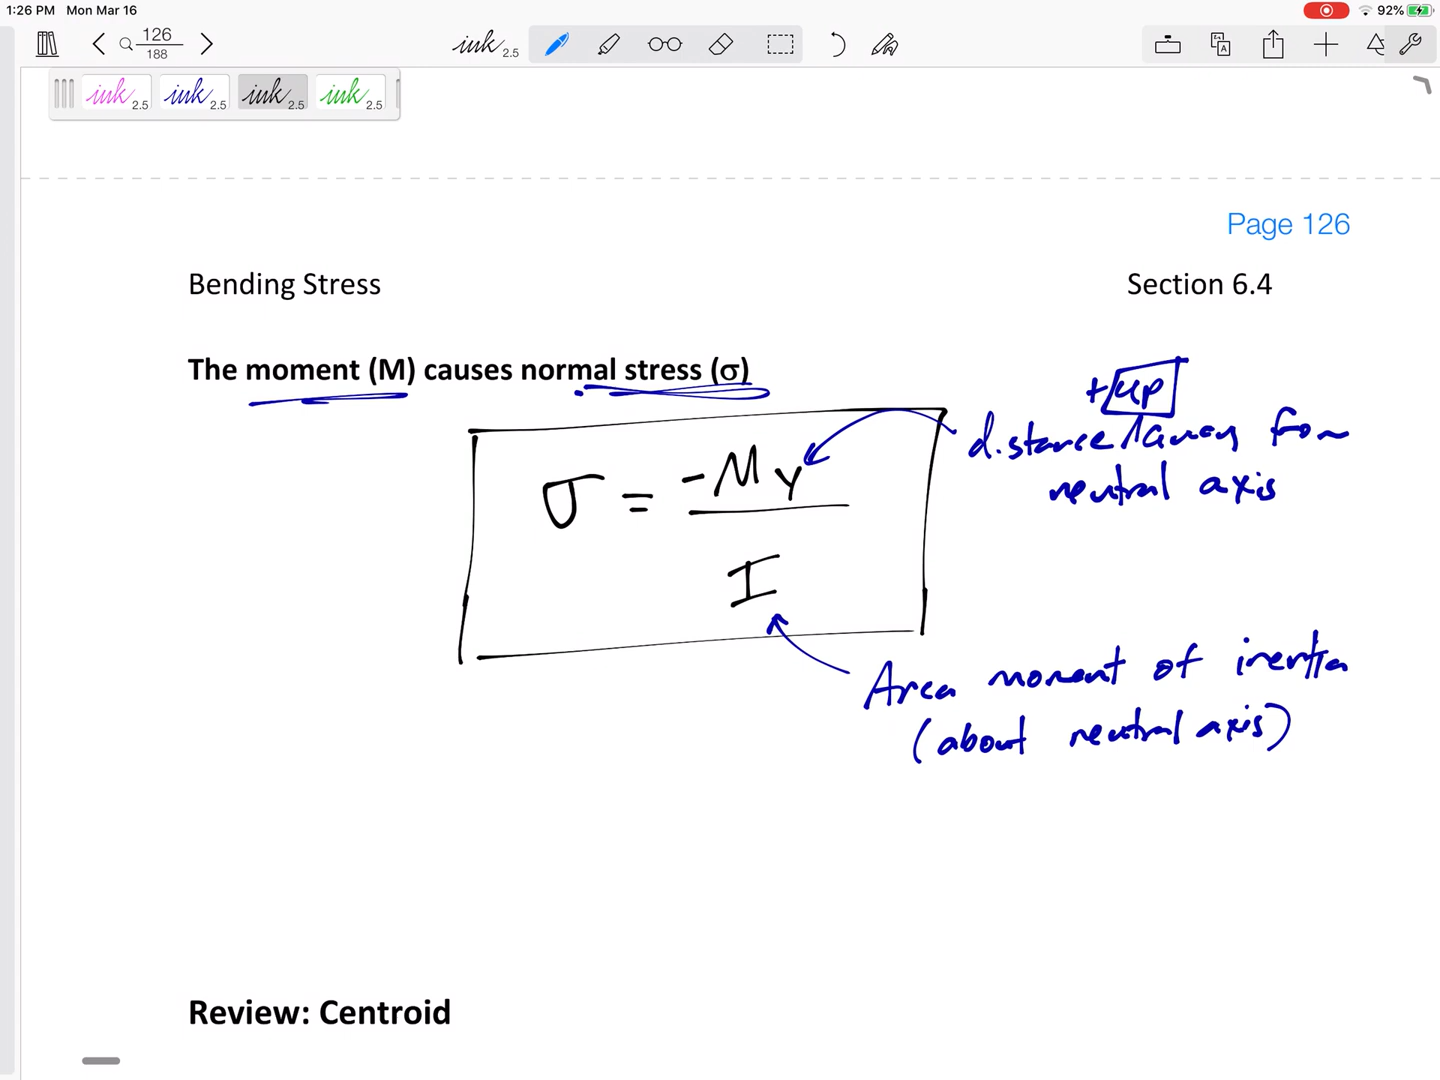 1:26 PM Mon Mar 16
92%
126
188
ink 2.5
ink 2.5
ink 2.5
ink 2.5
ink 2.5
Page 126
Bending Stress
Section 6.4
The moment (M) causes normal stress (σ)
+ up
distance / away from
neutral axis
σ = -My
I
Area moment of inertia
(about neutral axis)
Review: Centroid